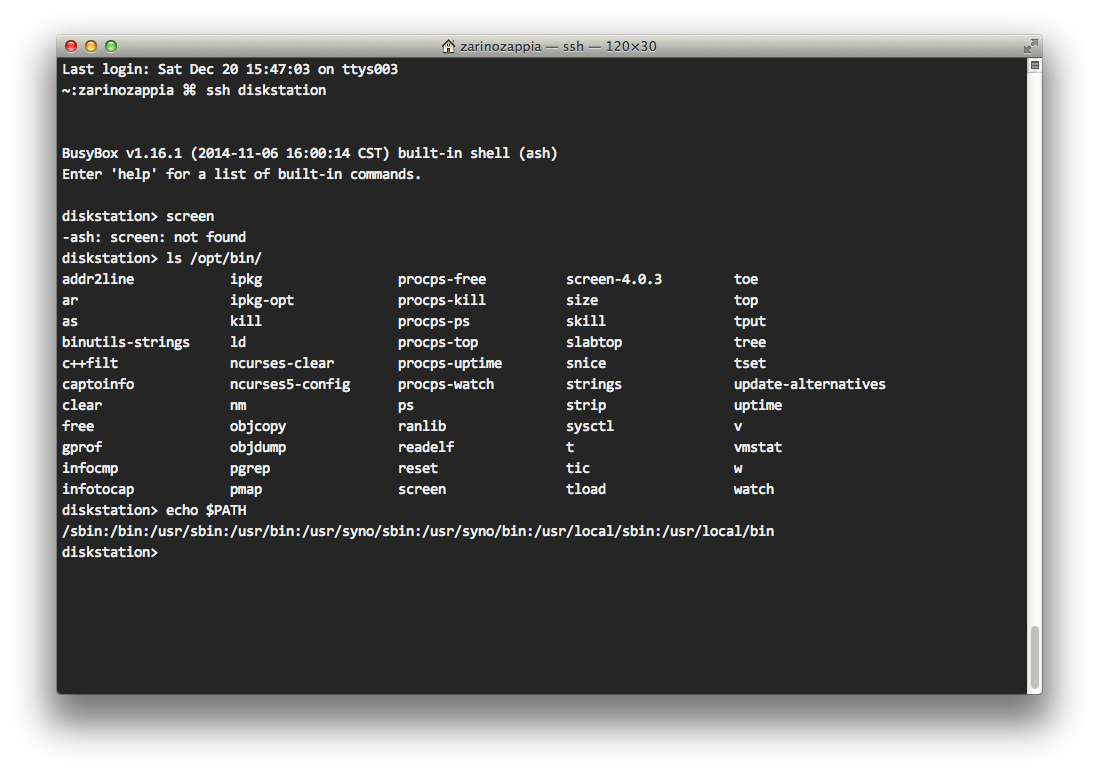 zarinozappia — ssh — 120×30
Last login: Sat Dec 20 15:47:03 on ttys003
~:zarinozappia ⌘ ssh diskstation
BusyBox v1.16.1 (2014-11-06 16:00:14 CST) built-in shell (ash)
Enter 'help' for a list of built-in commands.
diskstation> screen
-ash: screen: not found
diskstation> ls /opt/bin/
addr2line ipkg procps-free screen-4.0.3 toe
ar ipkg-opt procps-kill size top
as kill procps-ps skill tput
binutils-strings ld procps-top slabtop tree
c++filt ncurses-clear procps-uptime snice tset
captoinfo ncurses5-config procps-watch strings update-alternatives
clear nm ps strip uptime
free objcopy ranlib sysctl v
gprof objdump readelf t vmstat
infocmp pgrep reset tic w
infotocap pmap screen tload watch
diskstation> echo $PATH
/sbin:/bin:/usr/sbin:/usr/bin:/usr/syno/sbin:/usr/syno/bin:/usr/local/sbin:/usr/local/bin
diskstation>